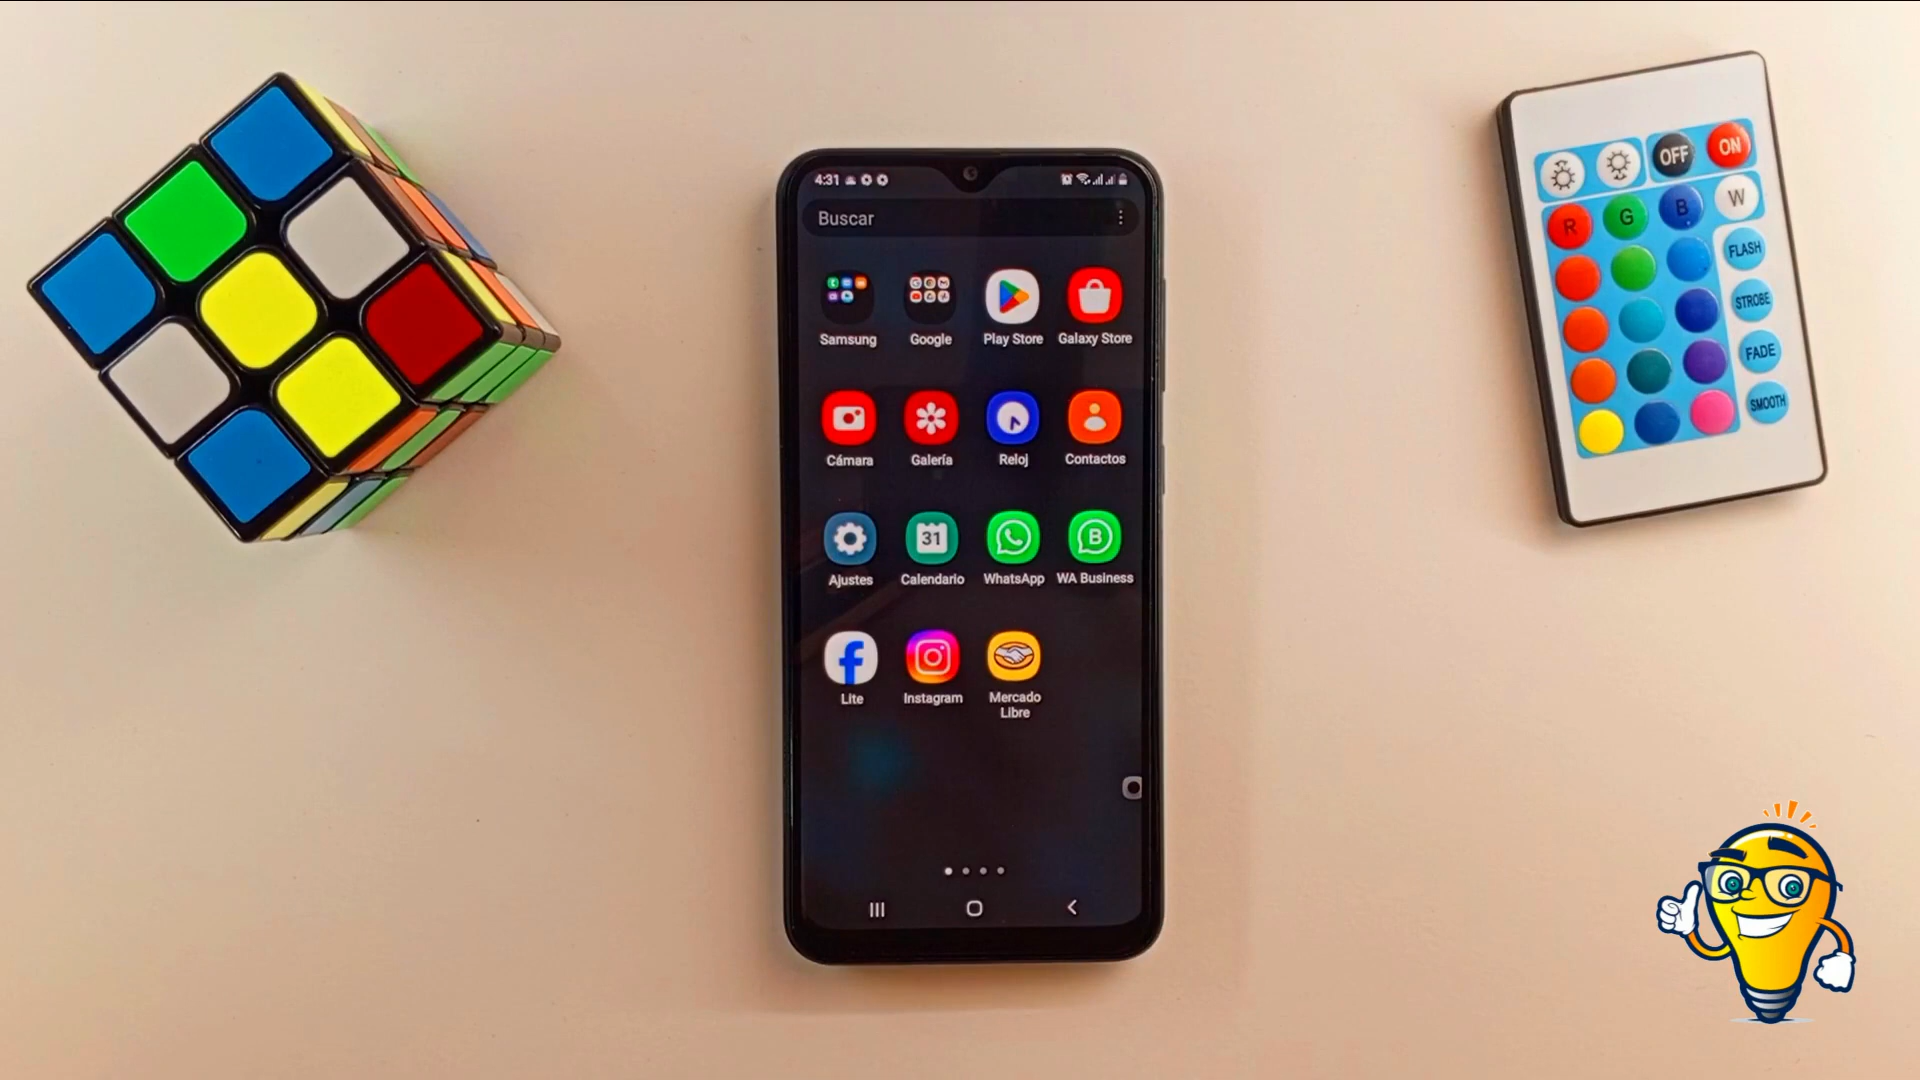 4:31
Buscar
Samsung
Google
Play Store
Galaxy Store
Cámara
Galería
Reloj
Contactos
31
B
Ajustes
Calendario
WhatsApp
WA Business
Lite
Instagram
Mercado
Libre
OFF
ON
R
G
B
W
FLASH
STROBE
FADE
SMOOTH